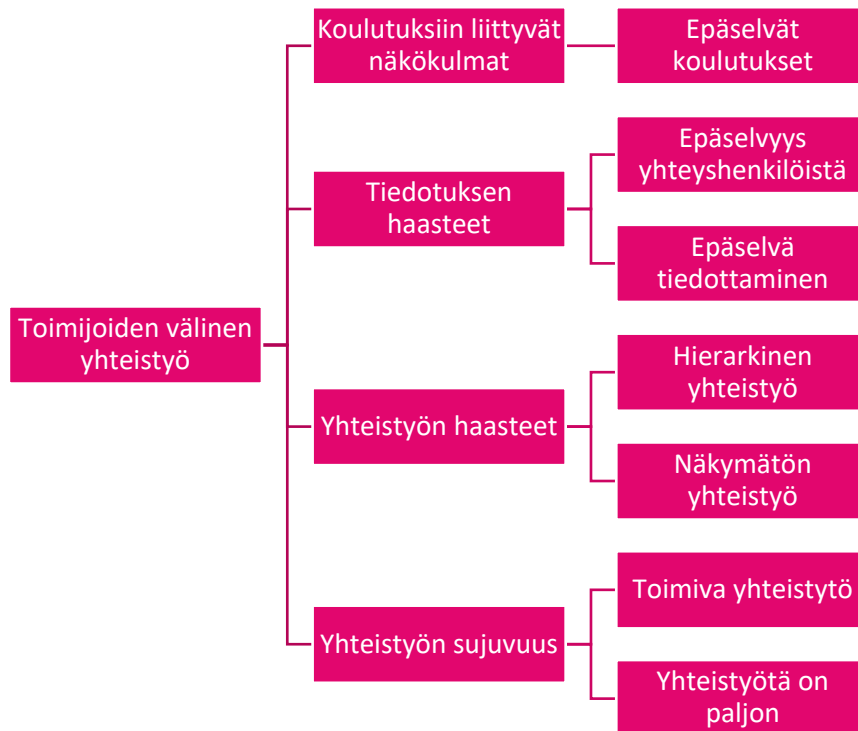 Koulutuksiin liittyvät
näkökulmat
Epäselvät
koulutukset
Epäselvyys
yhteyshenkilöistä
Tiedotuksen
haasteet
Epäselvä
tiedottaminen
Toimijoiden välinen
yhteistyö
Hierarkinen
yhteistyö
Yhteistyön haasteet
Näkymätön
yhteistyö
Toimiva yhteistytö
Yhteistyön sujuvuus
Yhteistyötä on
paljon